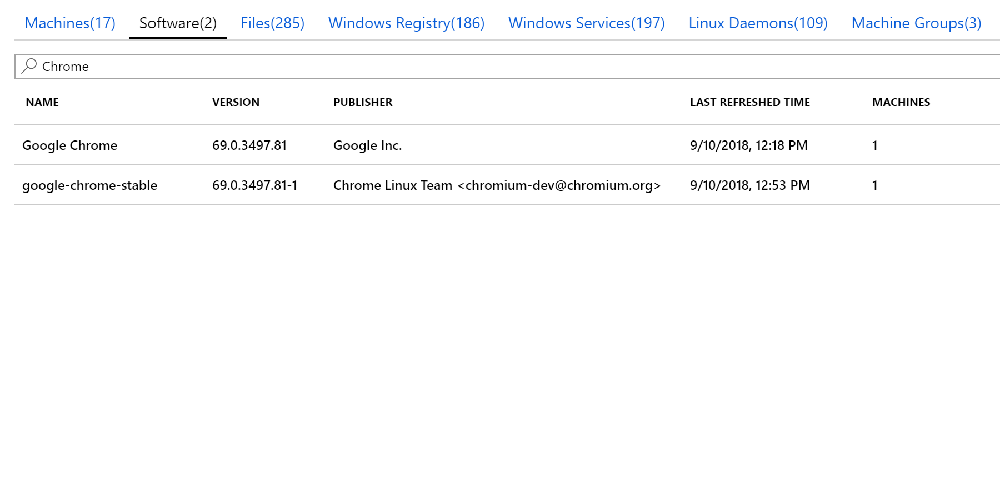 Machines(17) Software(2) Files(285) Windows Registry(186) Windows Services(197) Linux Daemons(109) Machine Groups(3)
Chrome
NAME VERSION PUBLISHER LAST REFRESHED TIME MACHINES
Google Chrome 69.0.3497.81 Google Inc. 9/10/2018, 12:18 PM 1
google-chrome-stable 69.0.3497.81-1 Chrome Linux Team <chromium-dev@chromium.org> 9/10/2018, 12:53 PM 1